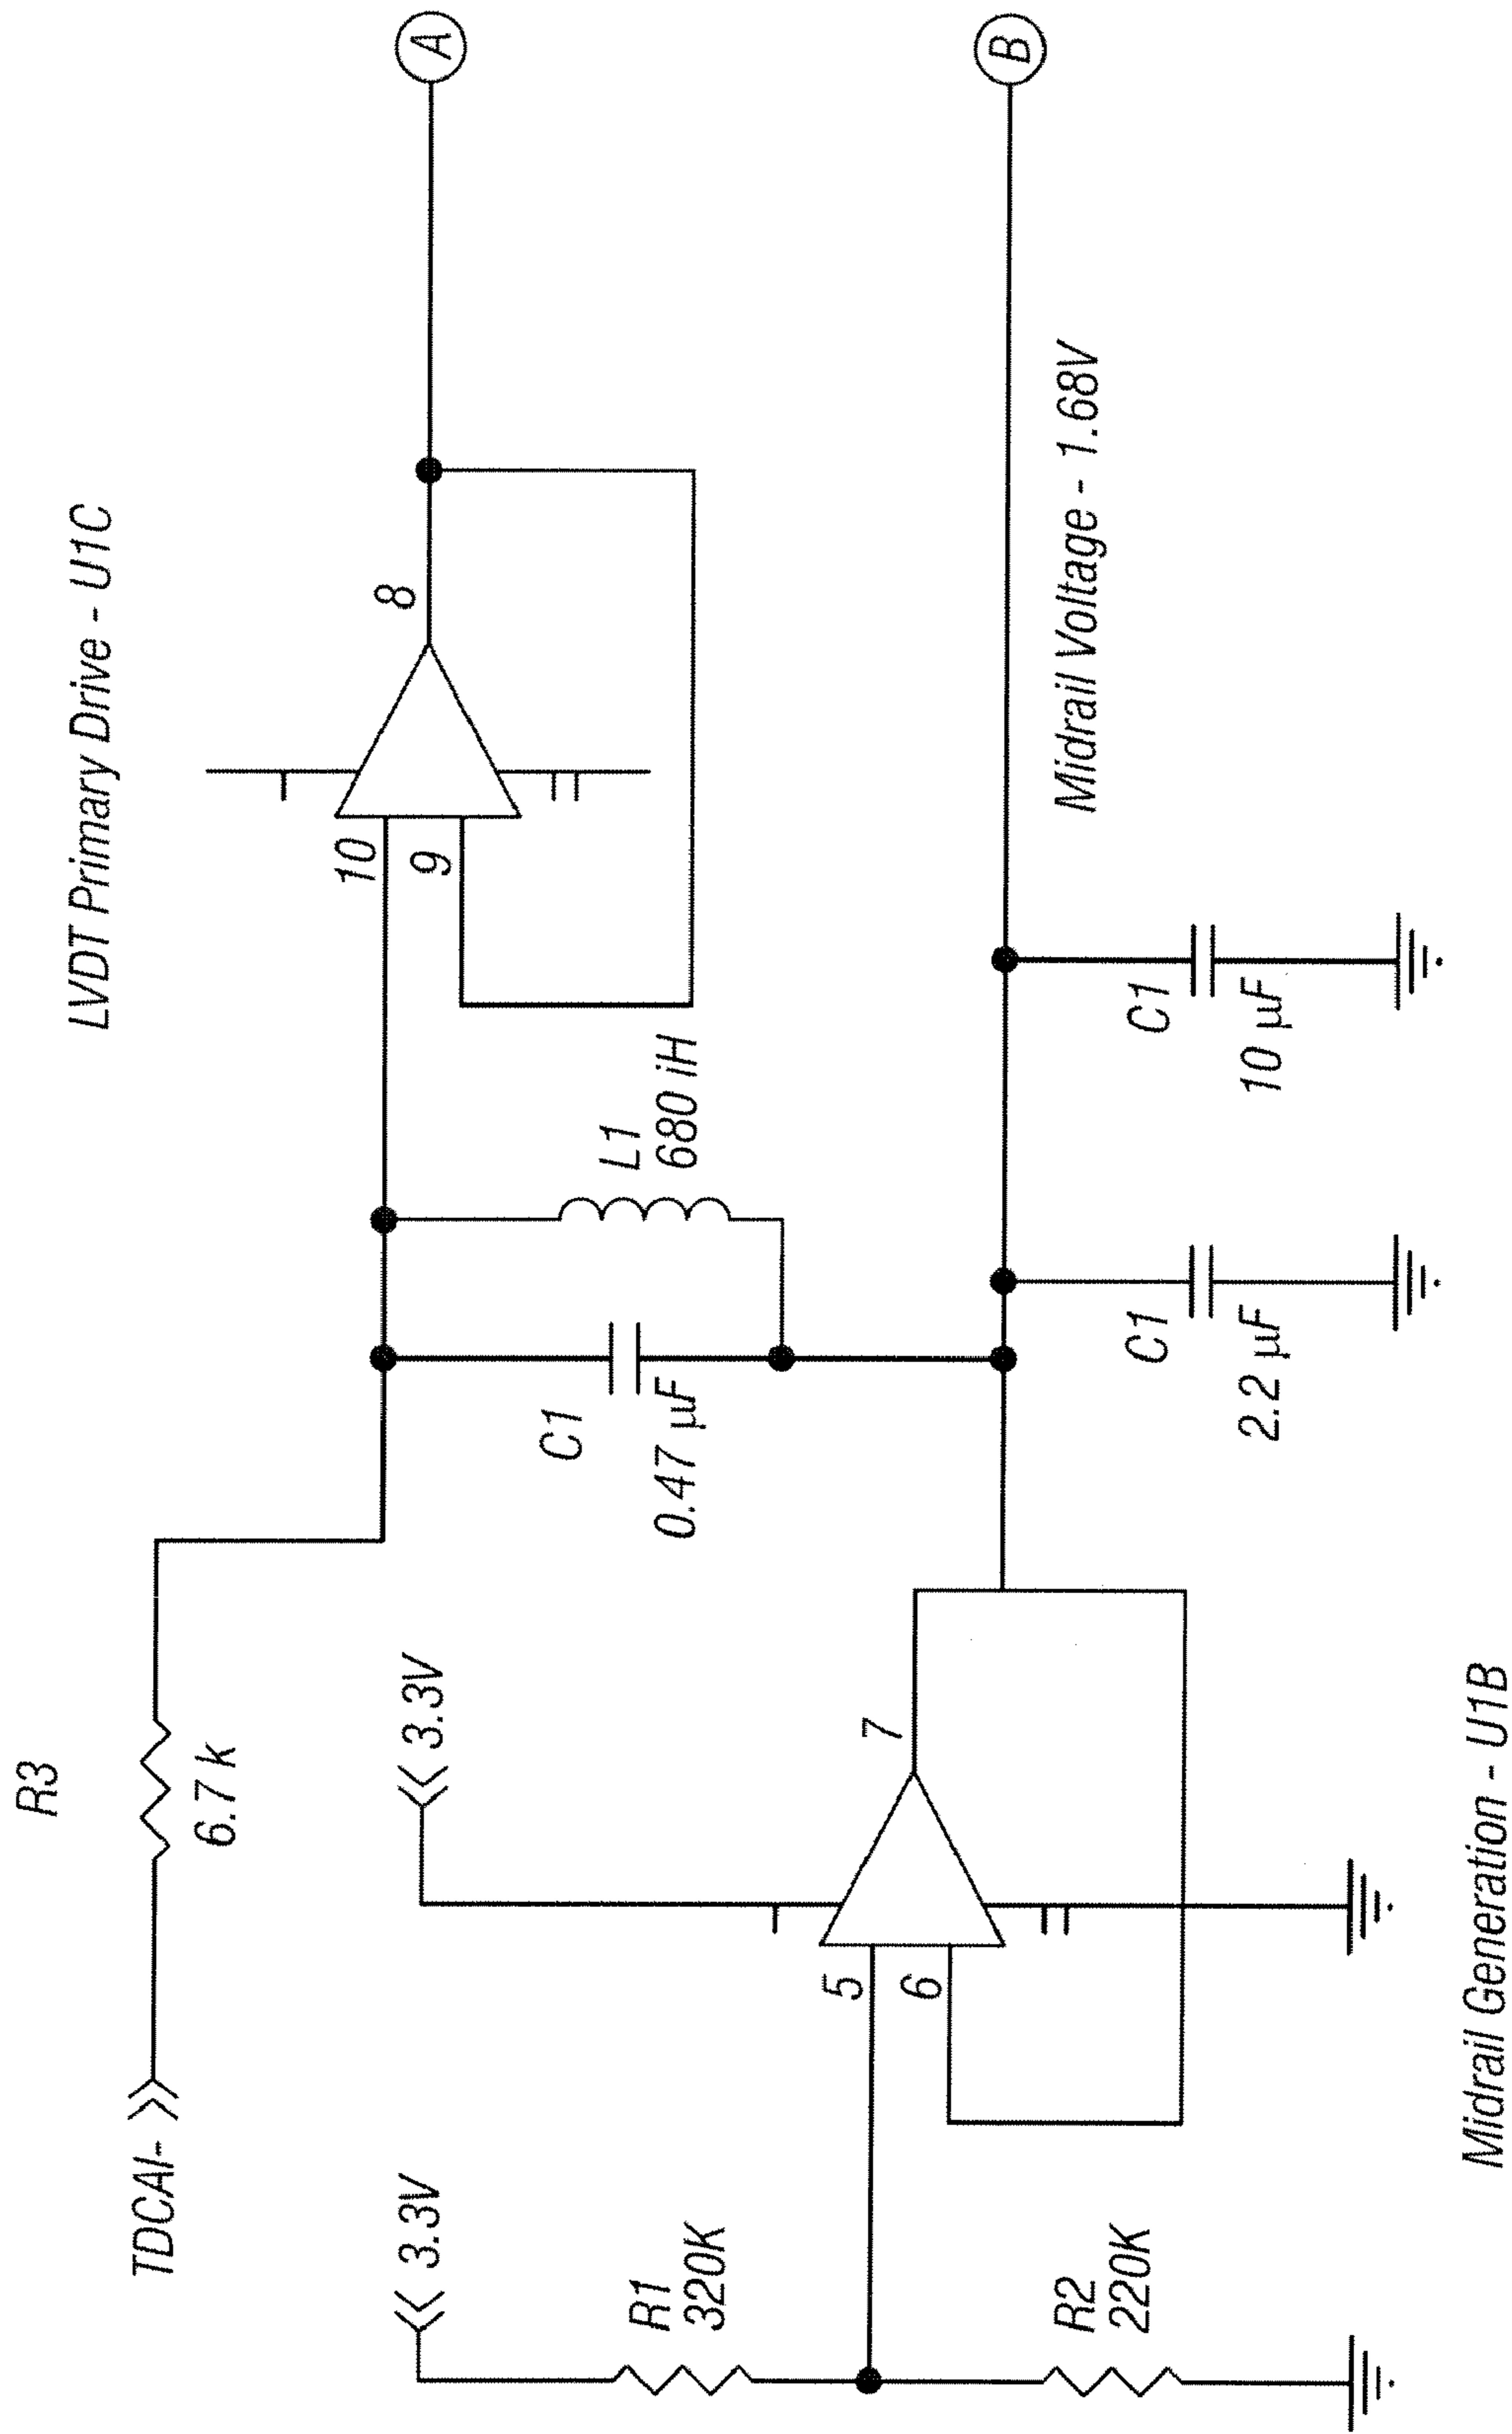 LVDT Primary Drive - U1C
R3
TDCAI-
6.7 k
3.3V
3.3V
10
9
8
A
C1
0.47 µF
L1
680 iH
R1
320K
5
6
7
R2
220K
B
Midrail Voltage - 1.68V
C1
2.2 µF
C1
10 µF
Midrail Generation - U1B